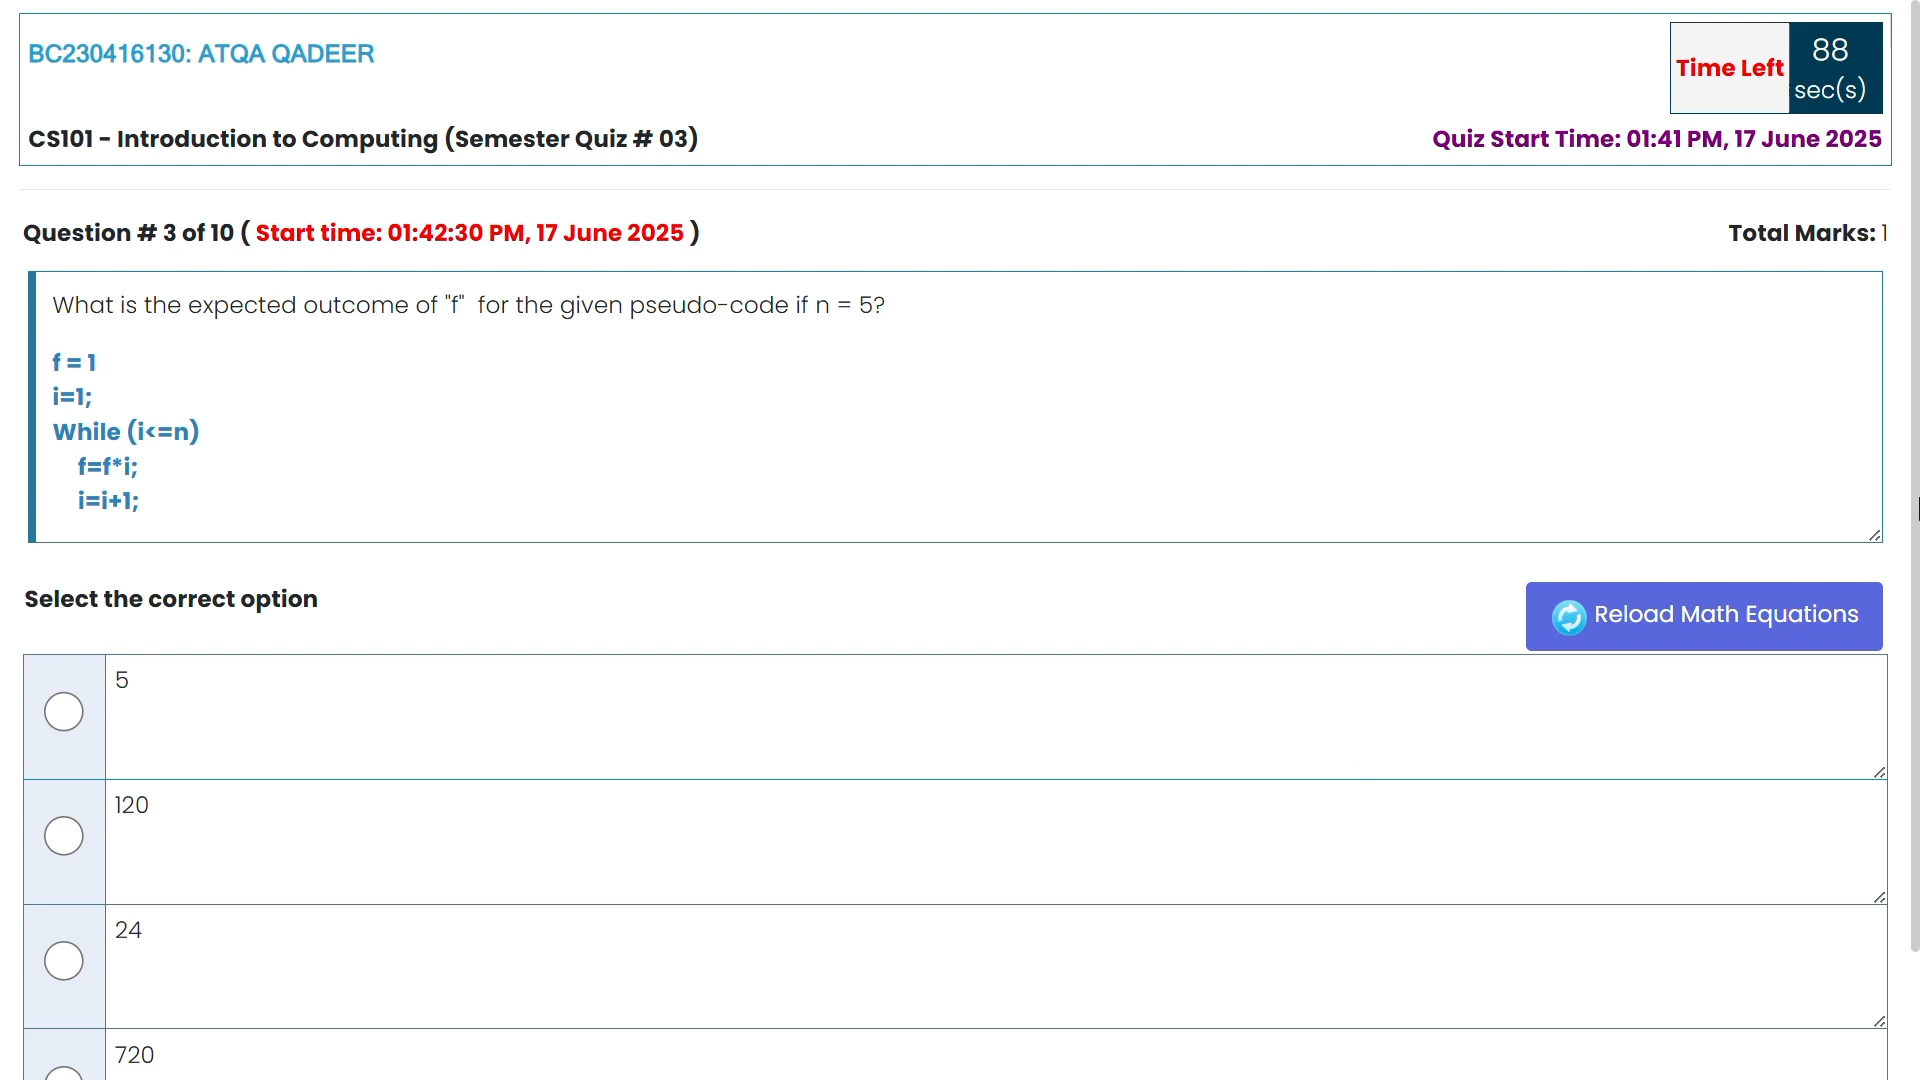 BC230416130: ATQA QADEER
Time Left
88
sec(s)
CS101 - Introduction to Computing (Semester Quiz # 03)
Quiz Start Time: 01:41 PM, 17 June 2025
Question # 3 of 10 ( Start time: 01:42:30 PM, 17 June 2025 )
Total Marks: 1
What is the expected outcome of "f"  for the given pseudo-code if n = 5?
f = 1
i=1;
While (i<=n)
f=f*i;
i=i+1;
Select the correct option
Reload Math Equations
5
120
24
720